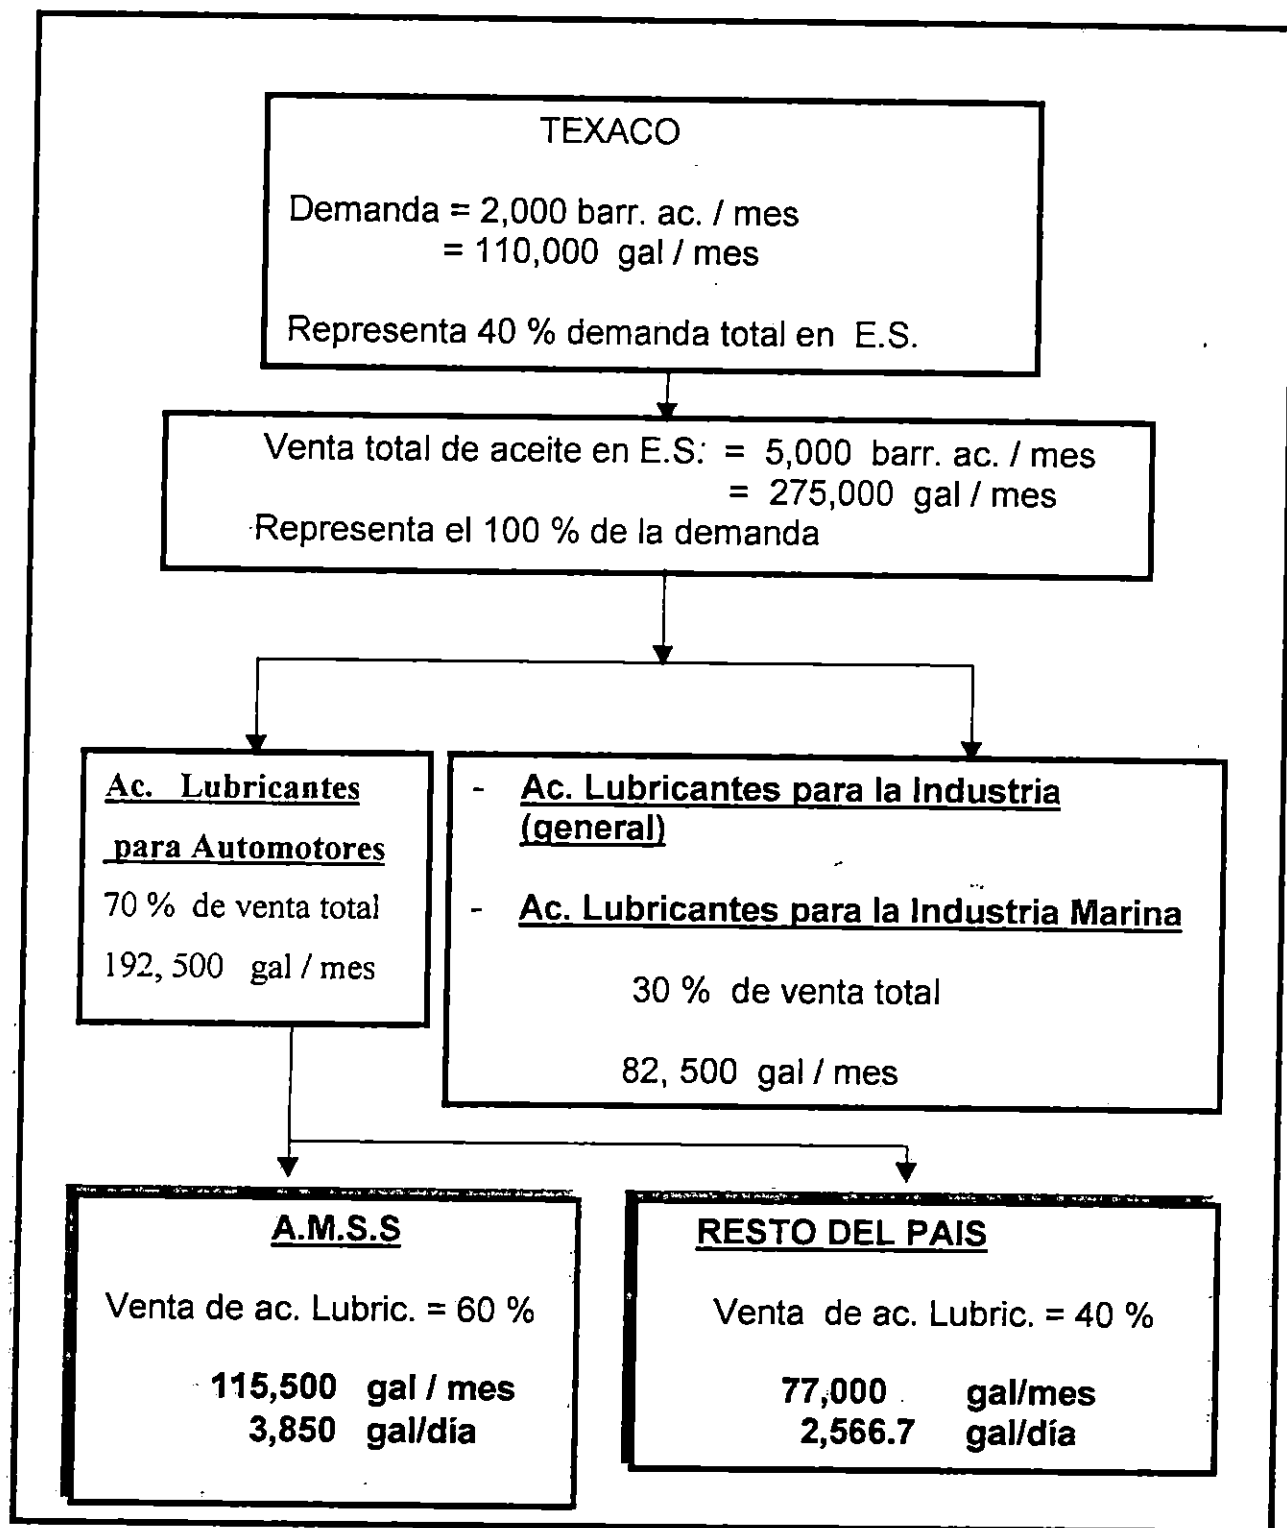 TEXACO
Demanda = 2,000 barr. ac. / mes
= 110,000 gal / mes
Representa 40 % demanda total en E.S.
Venta total de aceite en E.S: = 5,000 barr. ac. / mes
= 275,000 gal / mes
Representa el 100 % de la demanda
Ac. Lubricantes
para Automotores
70 % de venta total
192, 500 gal / mes
- Ac. Lubricantes para la Industria
(general)
- Ac. Lubricantes para la Industria Marina
30 % de venta total
82, 500 gal / mes
A.M.S.S
Venta de ac. Lubric. = 60 %
115,500 gal / mes
3,850 gal/día
RESTO DEL PAIS
Venta de ac. Lubric. = 40 %
77,000 gal/mes
2,566.7 gal/día